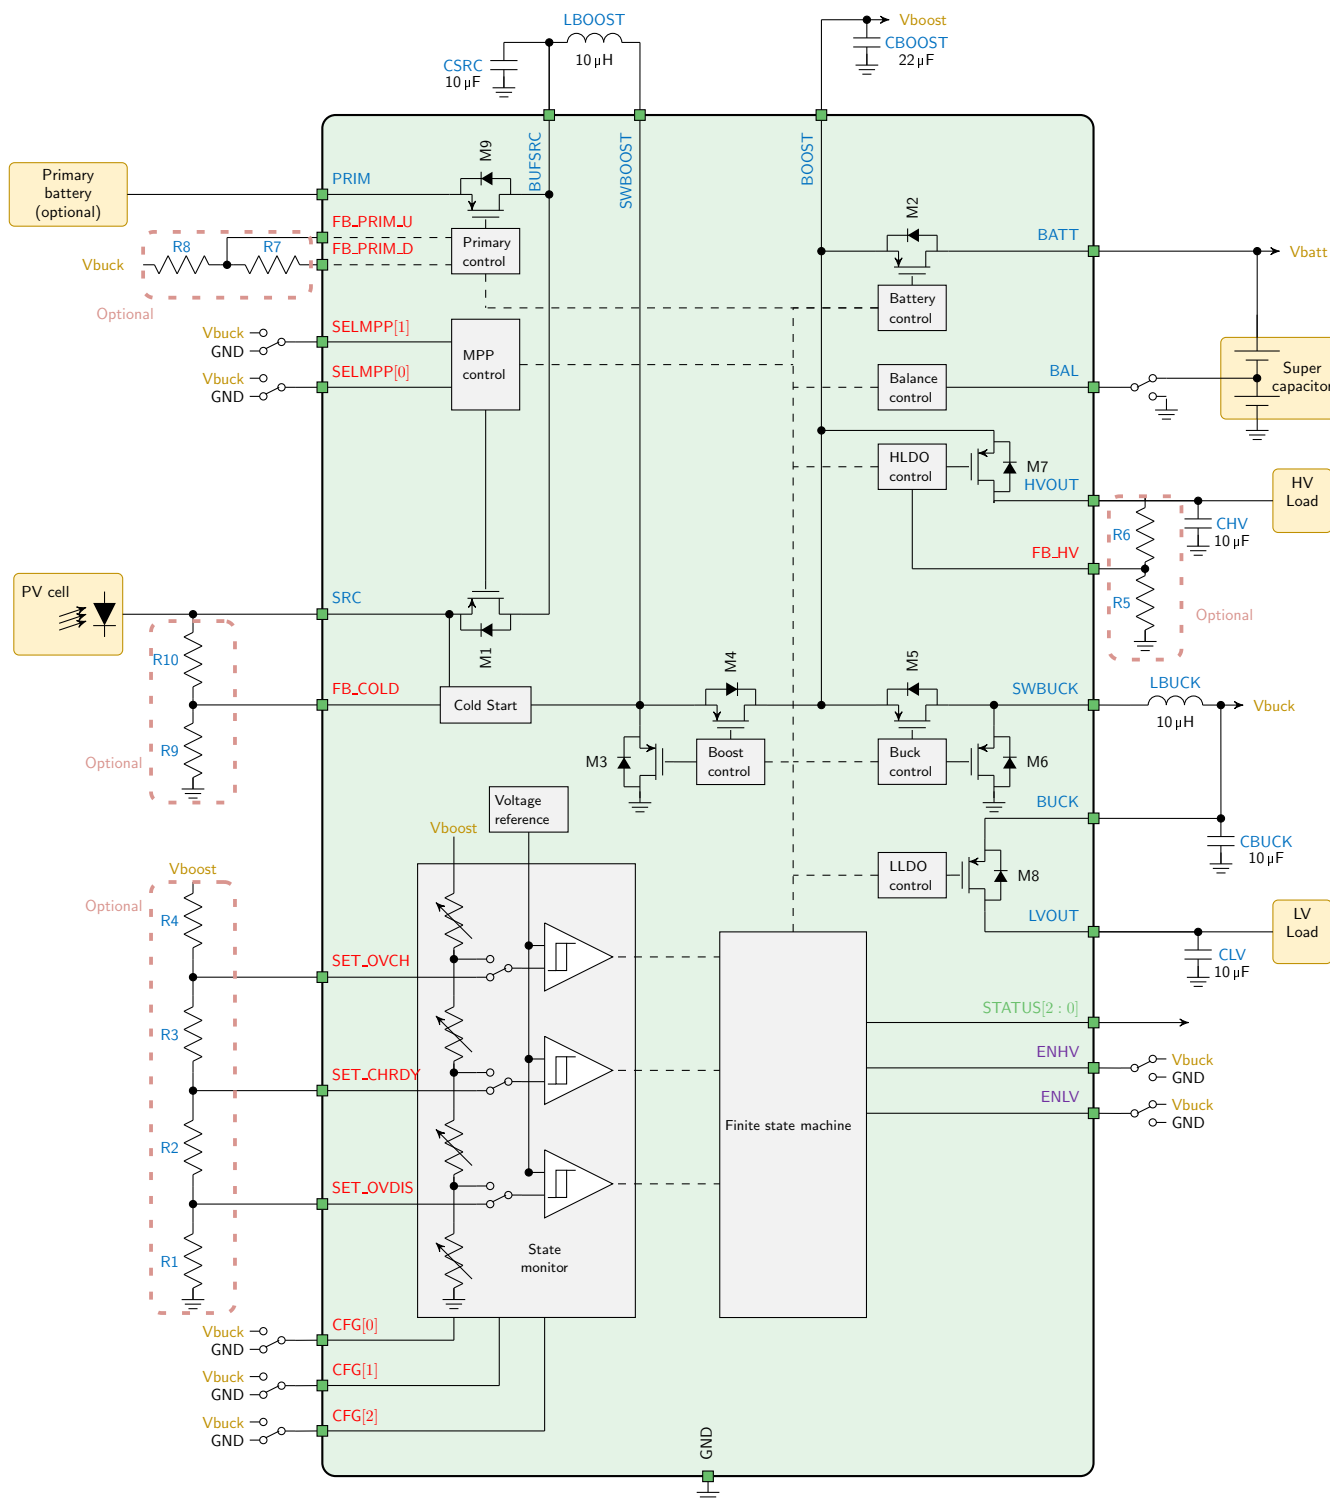 LBOOST
10 µH
CSRC
10 µF
Vboost
CBOOST
22 µF
Primary
battery
(optional)
PRIM
M9
BUFSRC
SWBOOST
BOOST
M2
FB_PRIM_U
FB_PRIM_D
R8
R7
Vbuck
Optional
Primary
control
BATT
Vbatt
Battery
control
SELMPP[1]
Vbuck
GND
SELMPP[0]
Vbuck
GND
MPP
control
Balance
control
BAL
Super
capacitor
HLDO
control
M7
HVOUT
HV
Load
CHV
10 µF
R6
FB_HV
R5
Optional
PV cell
SRC
M1
R10
FB_COLD
Cold Start
R9
Optional
M4
M5
SWBUCK
LBUCK
10 µH
Vbuck
M3
Boost
control
Buck
control
M6
BUCK
CBUCK
10 µF
Voltage
reference
Vboost
Vboost
Optional
LLDO
control
M8
LVOUT
LV
Load
CLV
10 µF
R4
SET_OVCH
R3
SET_CHRDY
R2
SET_OVDIS
R1
State
monitor
Finite state machine
STATUS[2 : 0]
ENHV
Vbuck
GND
ENLV
Vbuck
GND
CFG[0]
Vbuck
GND
CFG[1]
Vbuck
GND
CFG[2]
Vbuck
GND
GND